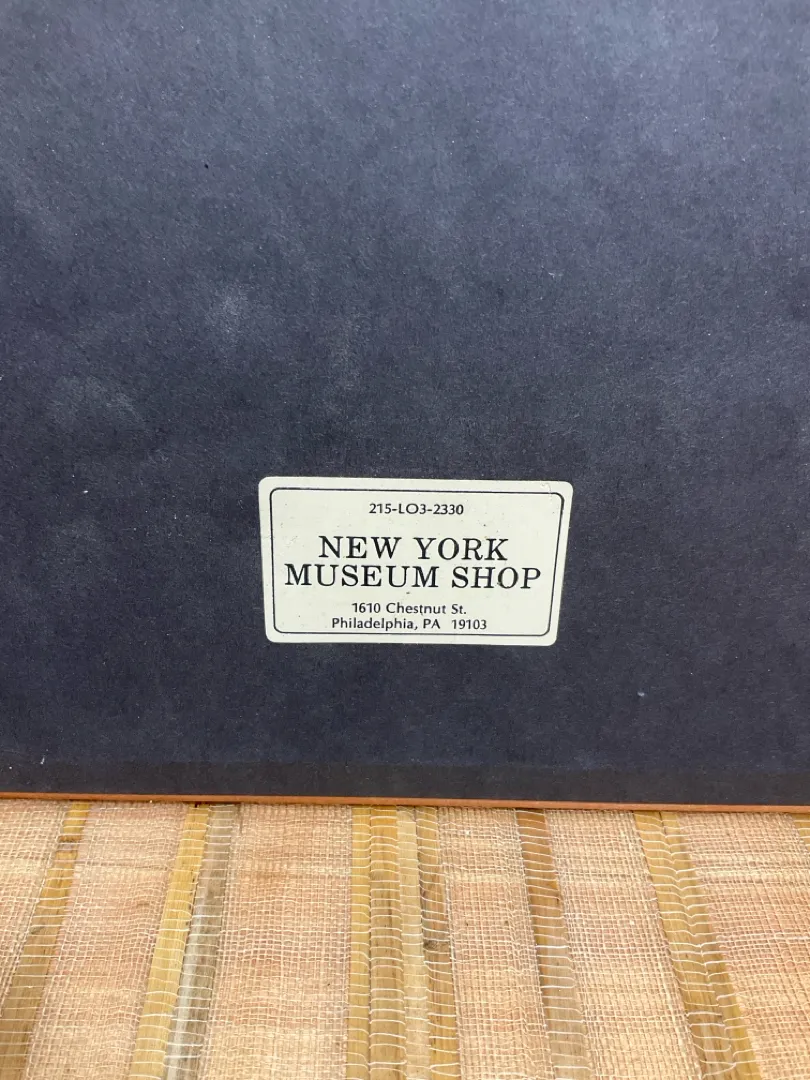 215-LO3-2330
NEW YORK
MUSEUM SHOP
1610 Chestnut St.
Philadelphia, PA 19103